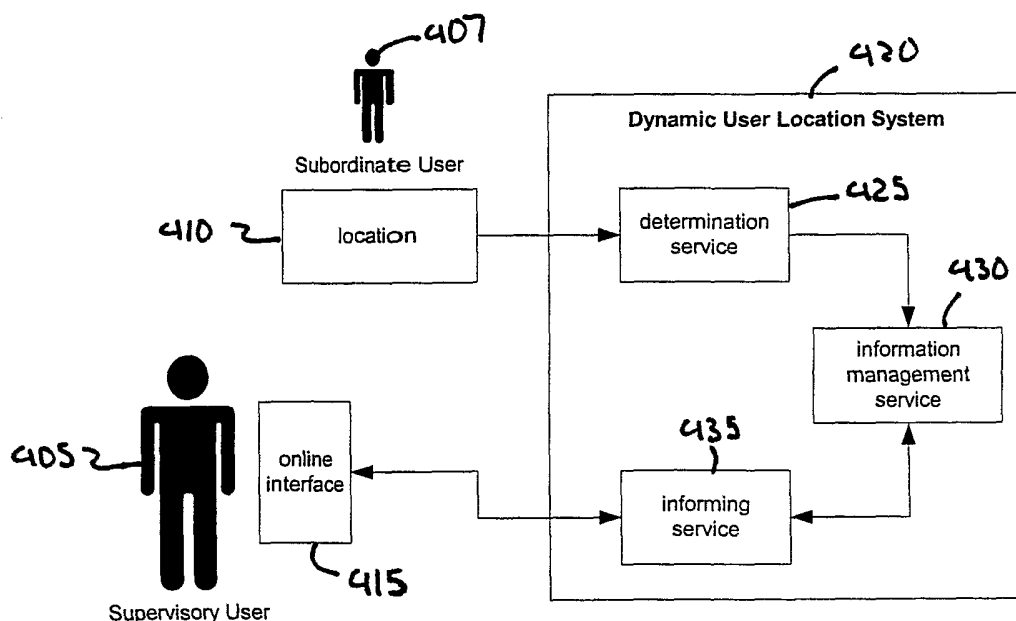 407
420
Dynamic User Location System
Subordinate User
425
410
location
determination
service
430
information
management
service
405
online
interface
435
informing
service
415
Supervisory User